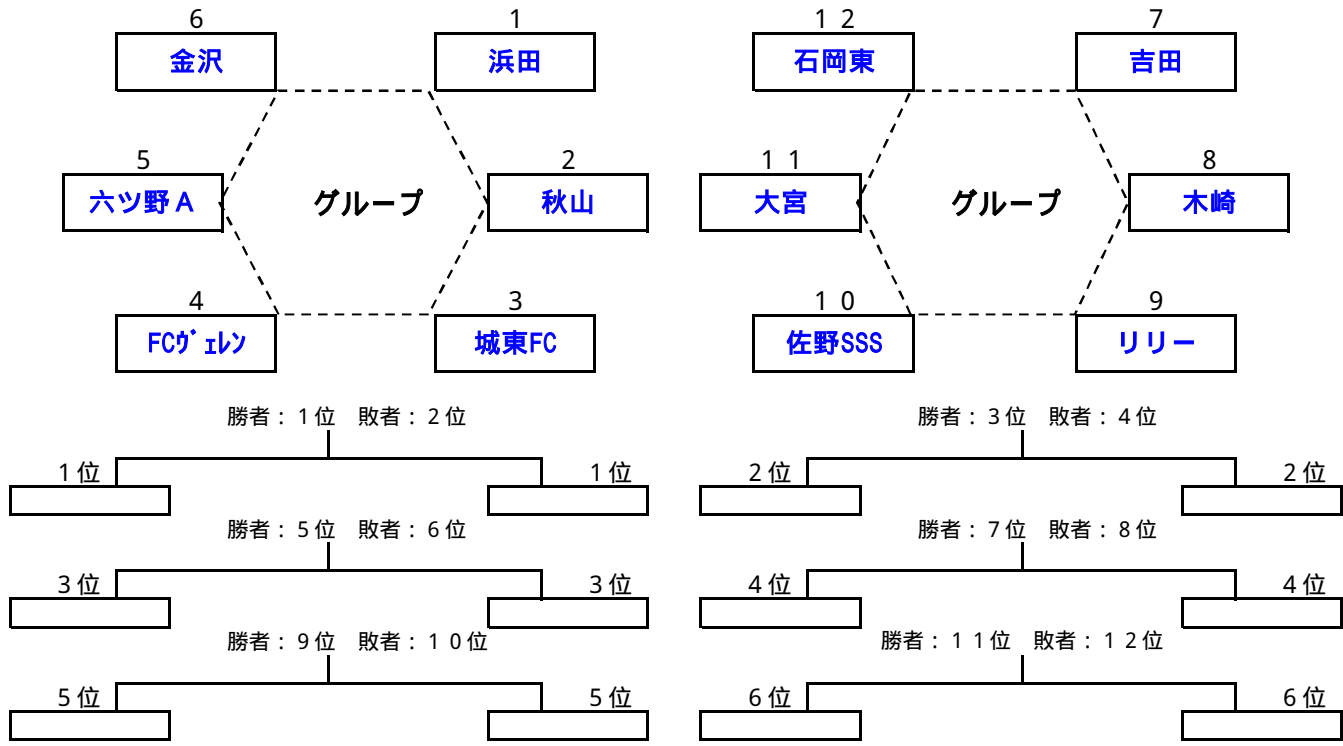 6 1 1 2 7
金沢 浜田 石岡東 吉田
5 2 1 1 8
六ツ野A グループ 秋山 大宮 グループ 木崎
4 3 1 0 9
FCヴェレン 城東FC 佐野SSS リリー
勝者：1位 敗者：2位 勝者：3位 敗者：4位
1位 1位 2位 2位
勝者：5位 敗者：6位 勝者：7位 敗者：8位
3位 3位 4位 4位
勝者：9位 敗者：1 0位 勝者：1 1位 敗者：1 2位
5位 5位 6位 6位